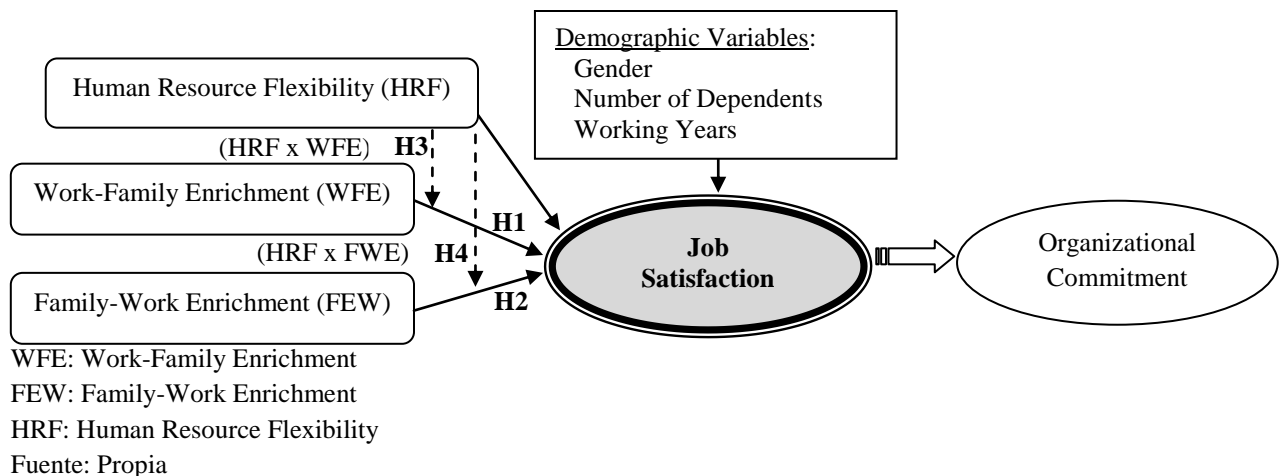 Demographic Variables:
Gender
Number of Dependents
Working Years
Human Resource Flexibility (HRF)
(HRF x WFE)
H3
Work-Family Enrichment (WFE)
H1
(HRF x FWE)
H4
Family-Work Enrichment (FEW)
H2
Job
Satisfaction
Organizational
Commitment
WFE: Work-Family Enrichment
FEW: Family-Work Enrichment
HRF: Human Resource Flexibility
Fuente: Propia